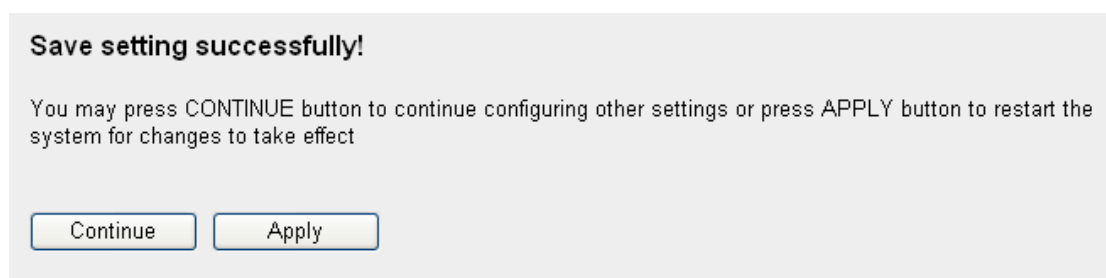 Save setting successfully!
You may press CONTINUE button to continue configuring other settings or press APPLY button to restart the
system for changes to take effect
Continue Apply